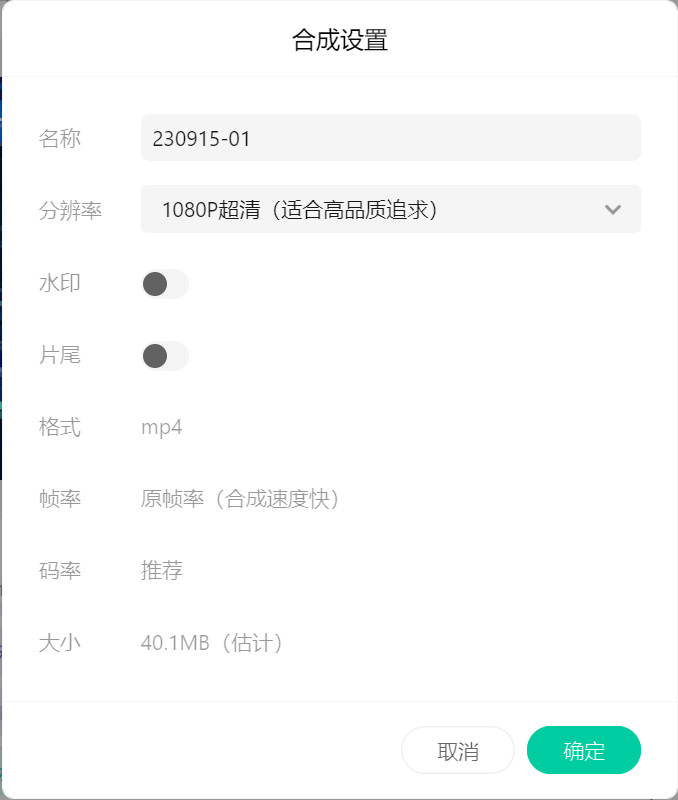 合成设置
名称 230915-01
分辨率 1080P超清（适合高品质追求）
水印
片尾
格式 mp4
帧率 原帧率（合成速度快）
码率 推荐
大小 40.1MB（估计）
取消 确定